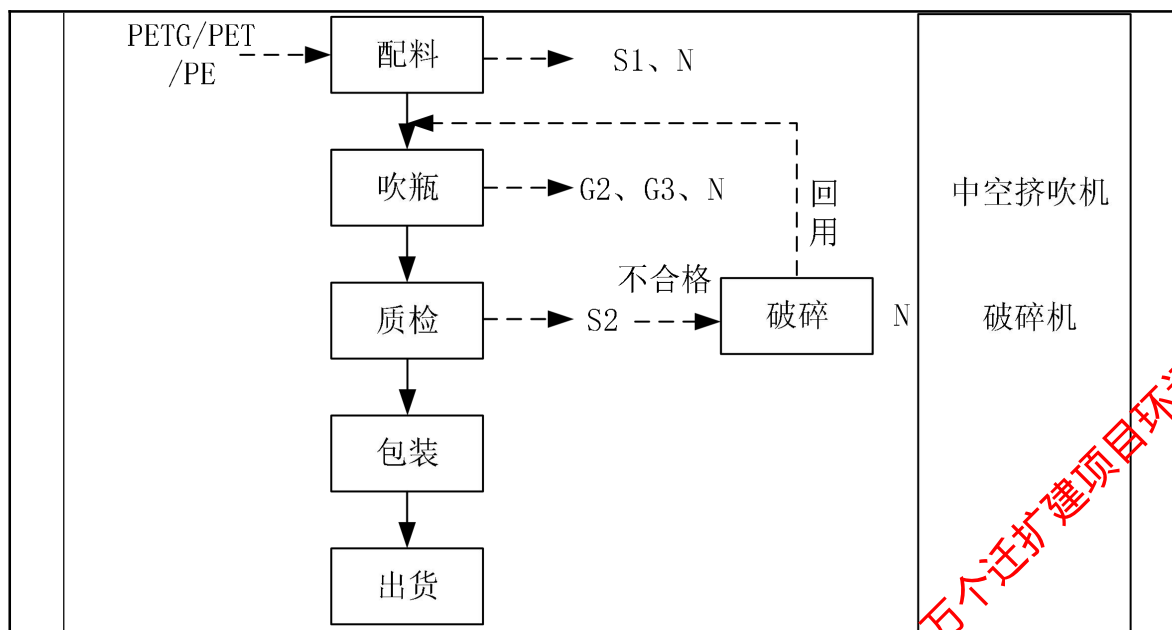 PETG/PET
/PE
配料
S1、N
吹瓶
G2、G3、N
回
用
中空挤吹机
不合格
质检
S2
破碎
N
破碎机
包装
出货
万个迁扩建项目环